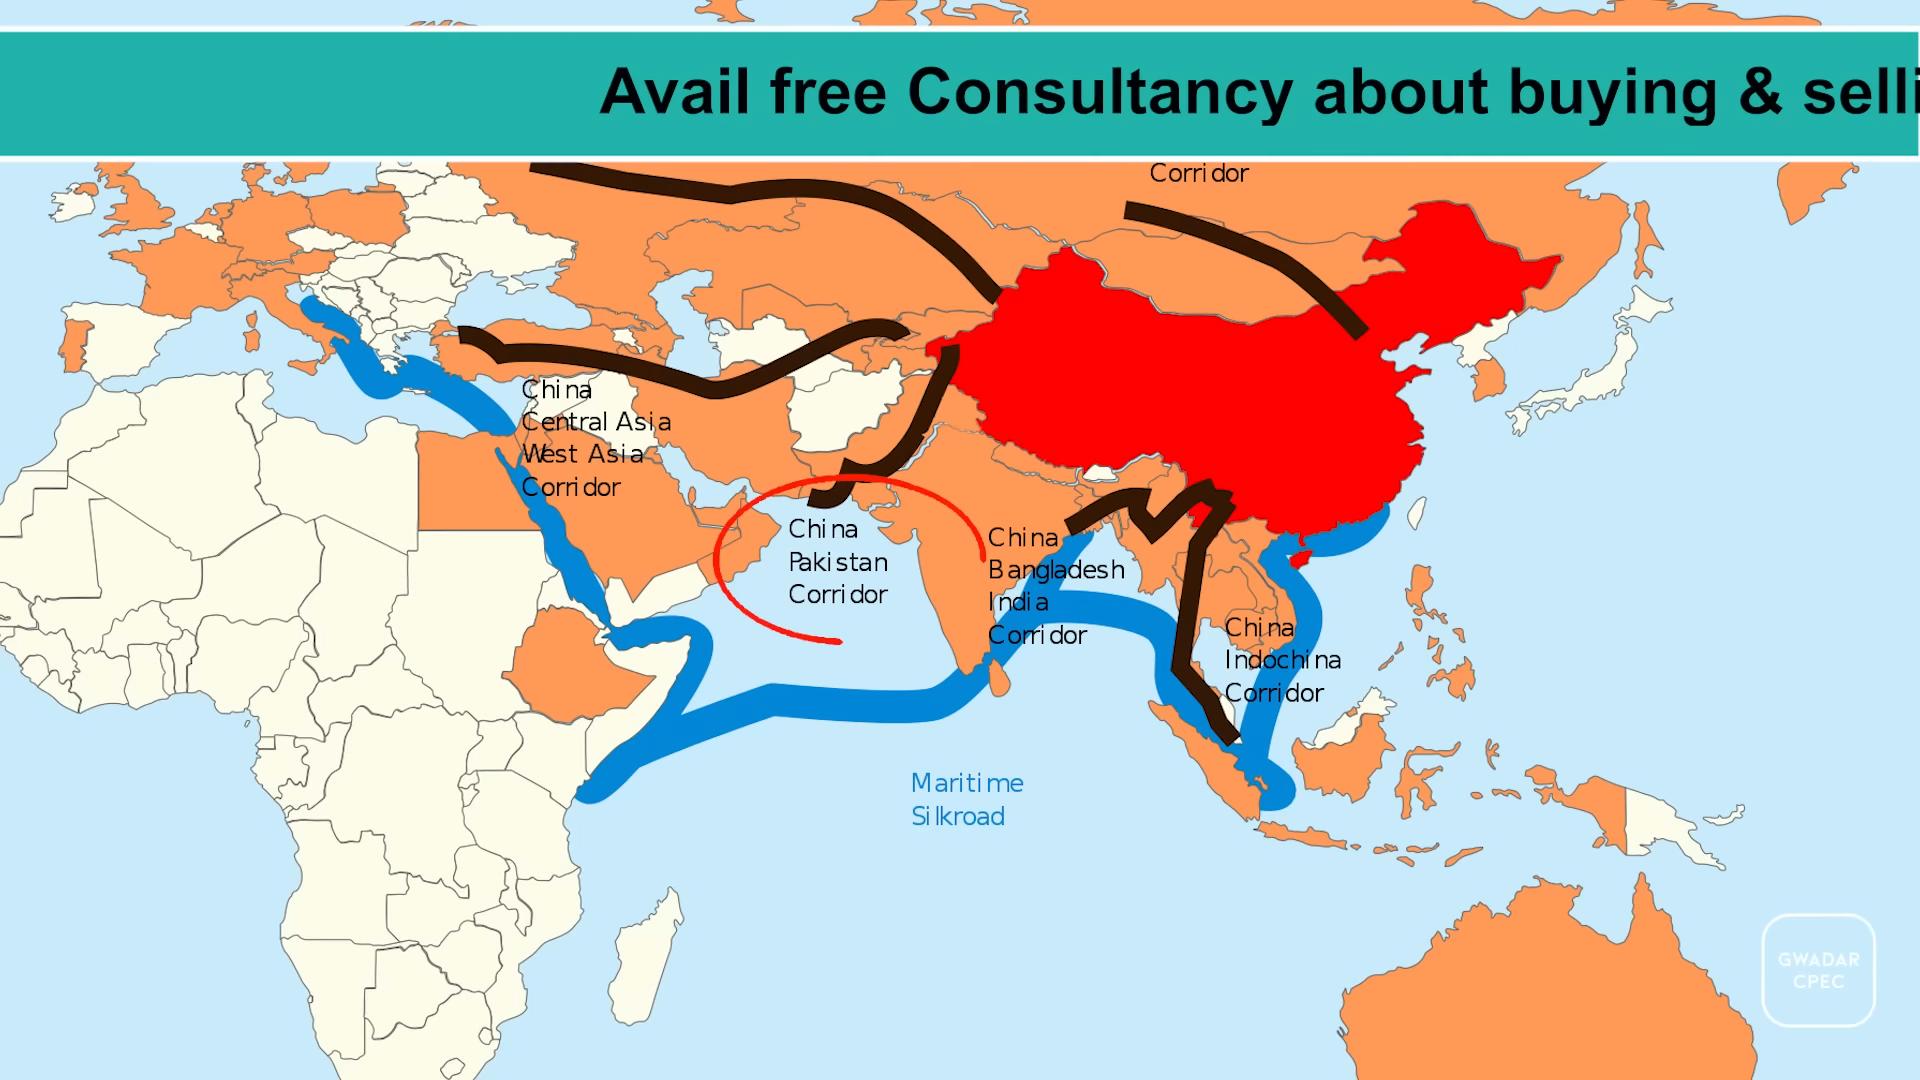 Avail free Consultancy about buying & selli
Corridor
China
Central Asia
West Asia
Corridor
China
Pakistan
Corridor
China
Bangladesh
India
Corridor
China
Indochina
Corridor
Maritime
Silkroad
GWADAR
CPEC